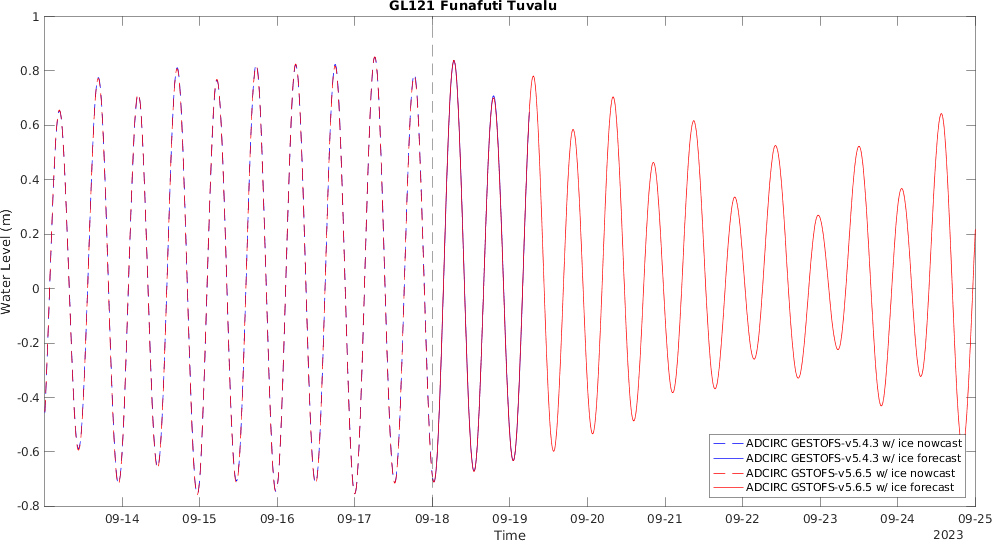 GL121 Funafuti Tuvalu
1
0.8
0.6
0.4
0.2
0
-0.2
-0.4
-0.6
-0.8
Water Level (m)
ADCIRC GESTOFS-v5.4.3 w/ ice nowcast
ADCIRC GESTOFS-v5.4.3 w/ ice forecast
ADCIRC GSTOFS-v5.6.5 w/ ice nowcast
ADCIRC GSTOFS-v5.6.5 w/ ice forecast
09-14 09-15 09-16 09-17 09-18 09-19 09-20 09-21 09-22 09-23 09-24 09-25
Time
2023